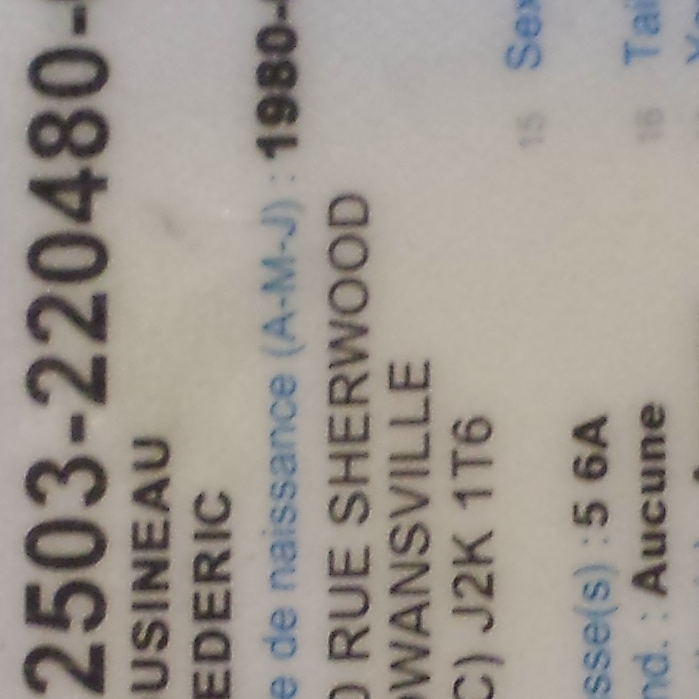 2503-220480-
USINEAU
EDERIC
e de naissance (A-M-J) : 1980-
RUE SHERWOOD
OWANSVILLE
C) J2K 1T6
15 Sex
sse(s) : 5 6A
nd. : Aucune 16 Tai